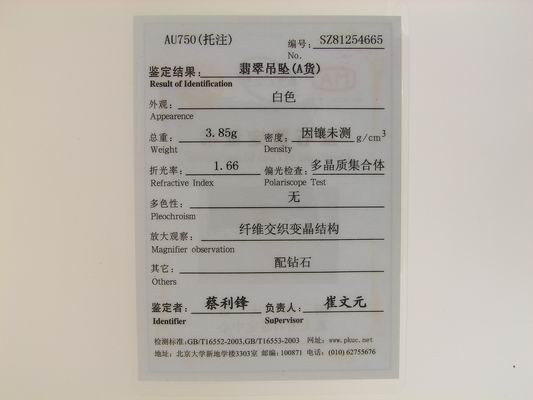 AU750(托注)
编号: SZ81254665
No.
鉴定结果: 翡翠吊坠(A货)
Result of Identification
外观: 白色
Appearence
总重: 3.85g 密度: 因镶未测 g/cm³
Weight Density
折光率: 1.66 偏光检查: 多晶质集合体
Refractive Index Polariscope Test
多色性: 无
Pleochroism
放大观察: 纤维交织变晶结构
Magnifier observation
其它: 配钻石
Others
鉴定者: 蔡利锋 负责人: 崔文元
Identifier SuPervisor
检测标准:GB/T16552-2003,GB/T16553-2003 网址: www.pkuc.net
地址: 北京大学新地学楼3303室 邮编:100871 电话: (010) 62755676